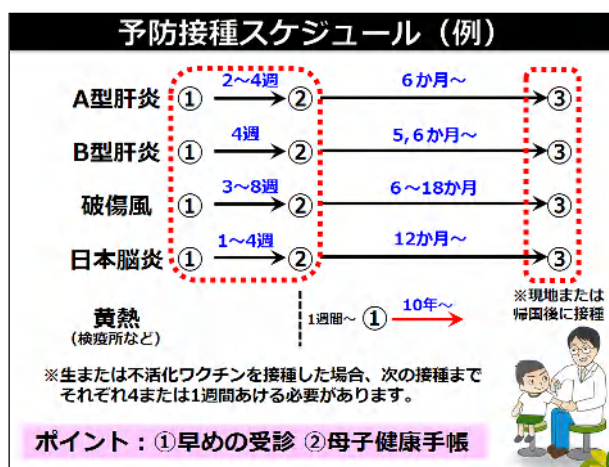 予防接種スケジュール（例）
2～4週 6か月～
A型肝炎 ① ② ③
4週 5,6か月～
B型肝炎 ① ② ③
3～8週 6～18か月
破傷風 ① ② ③
1～4週 12か月～
日本脳炎 ① ② ③
※現地または
帰国後に接種
黄熱 1週間～ ① 10年～
(検疫所など)
※生または不活化ワクチンを接種した場合、次の接種まで
それぞれ4または1週間あける必要があります。
ポイント：①早めの受診 ②母子健康手帳